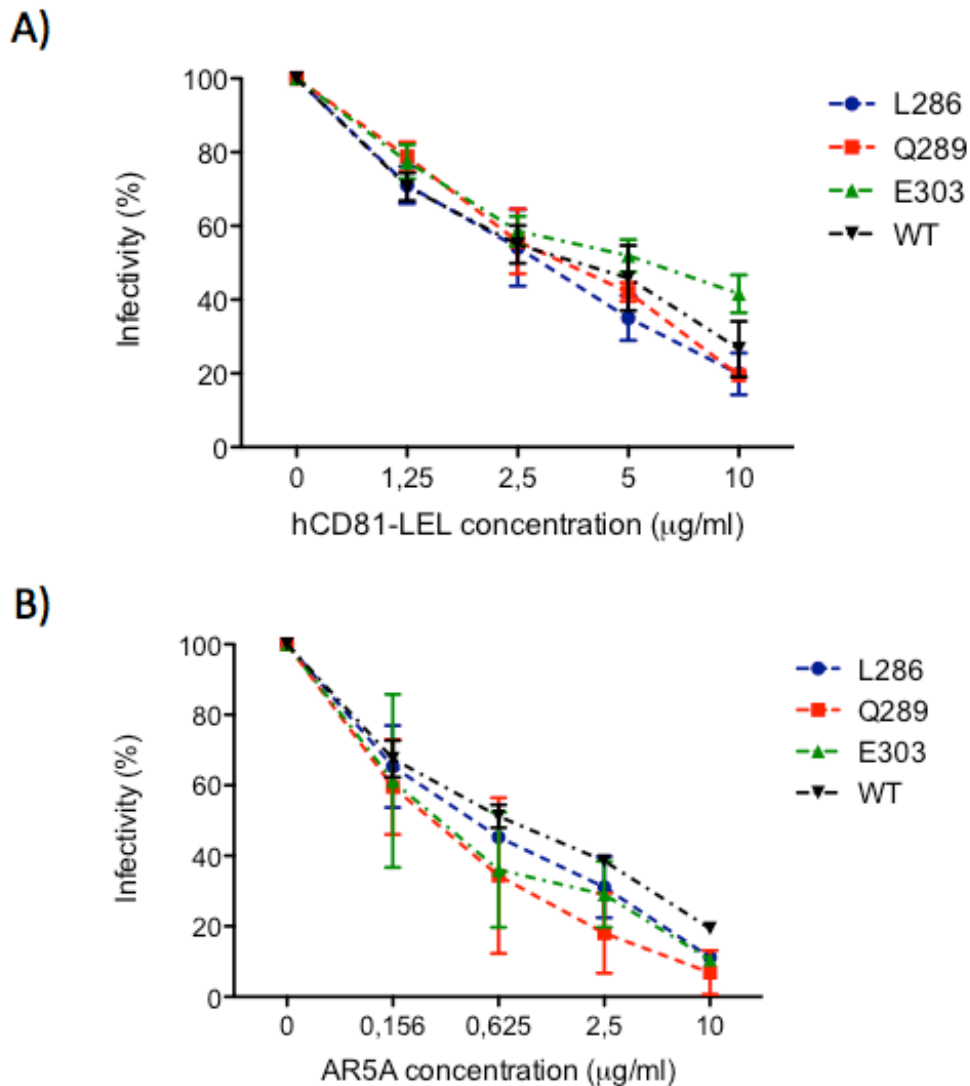 A)
100
80
60
40
20
0
Infectivity (%)
0 1,25 2,5 5 10
hCD81-LEL concentration (μg/ml)
L286
Q289
E303
WT
B)
100
80
60
40
20
0
Infectivity (%)
0 0,156 0,625 2,5 10
AR5A concentration (μg/ml)
L286
Q289
E303
WT